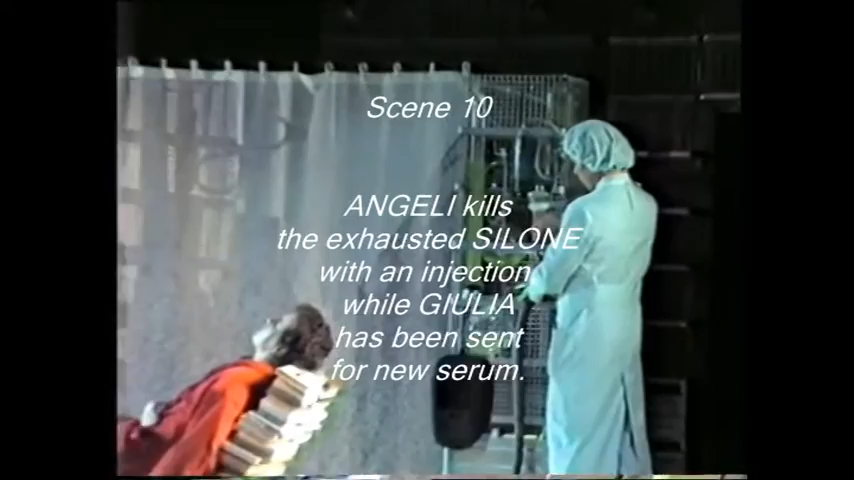 Scene 10
ANGELI kills
the exhausted SILONE
with an injection,
while GIULIA
has been sent
for new serum.